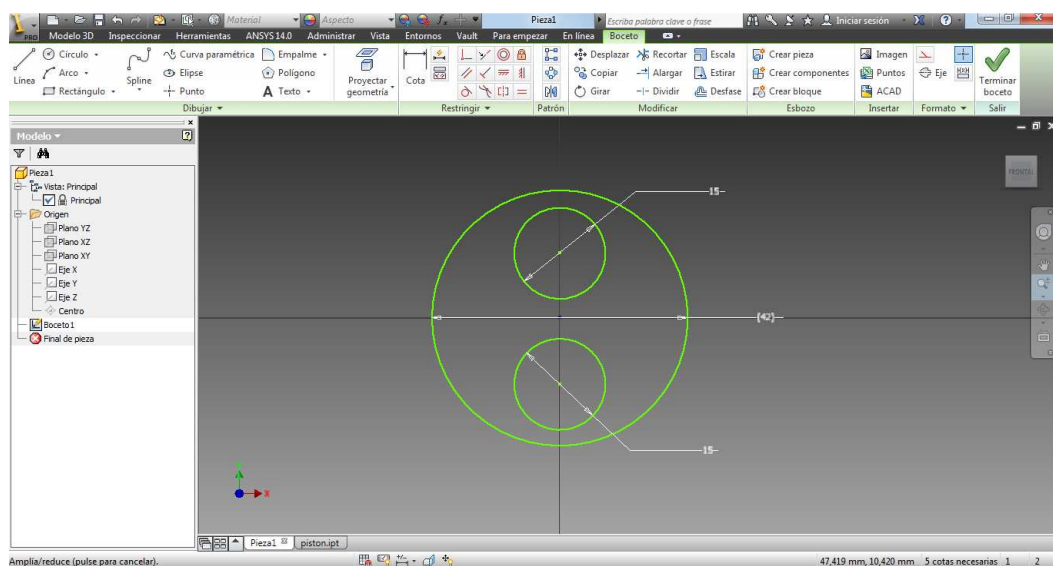 Material Aspecto fx Pieza1 Escriba palabra clave o frase Iniciar sesión
PRO Modelo 3D Inspeccionar Herramientas ANSYS 14.0 Administrar Vista Entornos Vault Para empezar En línea Boceto
Línea
Círculo
Arco
Rectángulo
Spline
Curva paramétrica
Elipse
Punto
Empalme
Polígono
A Texto
Proyectar
geometría
Cota
Desplazar
Copiar
Girar
Recortar
Alargar
Dividir
Escala
Estirar
Desfase
Crear pieza
Crear componentes
Crear bloque
Imagen
Puntos
ACAD
Eje
Terminar
boceto
Dibujar Restringir Patrón Modificar Esbozo Insertar Formato Salir
Modelo
Pieza1
Vista: Principal
Principal
Origen
Plano YZ
Plano XZ
Plano XY
Eje X
Eje Y
Eje Z
Centro
Boceto1
Final de pieza
FRONTAL
15
(42)
15
X
Pieza1 piston.ipt
Amplía/reduce (pulse para cancelar). 47,419 mm, 10,420 mm 5 cotas necesarias 1 2